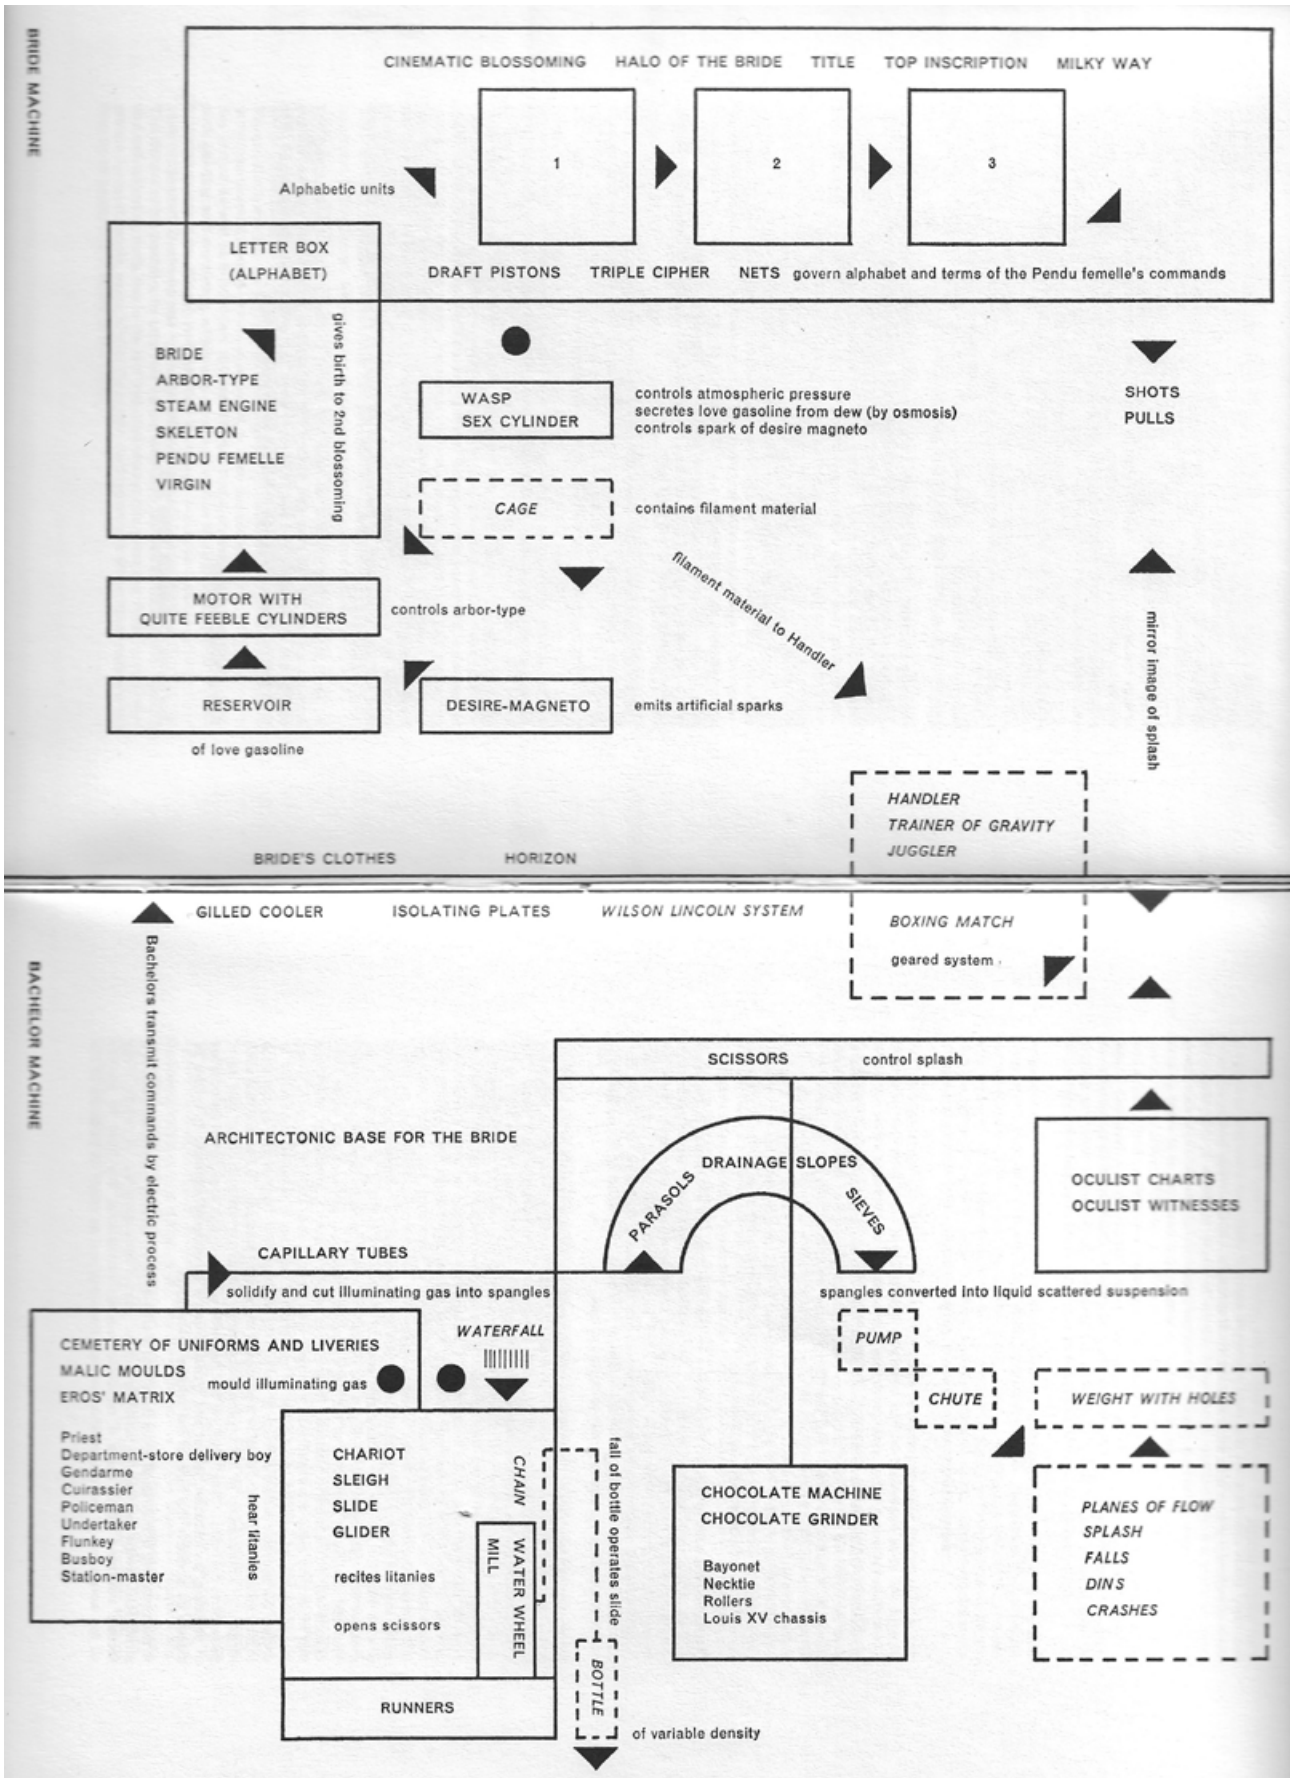 BRIDE MACHINE
CINEMATIC BLOSSOMING HALO OF THE BRIDE TITLE TOP INSCRIPTION MILKY WAY
1
2
3
Alphabetic units
LETTER BOX
(ALPHABET)
DRAFT PISTONS TRIPLE CIPHER NETS govern alphabet and terms of the Pendu femelle's commands
BRIDE
ARBOR-TYPE
STEAM ENGINE
SKELETON
PENDU FEMELLE
VIRGIN
gives birth to 2nd blossoming
WASP
SEX CYLINDER
controls atmospheric pressure
secretes love gasoline from dew (by osmosis)
controls spark of desire magneto
SHOTS
PULLS
CAGE
contains filament material
filament material to Handler
MOTOR WITH
QUITE FEEBLE CYLINDERS
controls arbor-type
mirror image of splash
RESERVOIR
of love gasoline
DESIRE-MAGNETO
emits artificial sparks
HANDLER
TRAINER OF GRAVITY
JUGGLER
BRIDE'S CLOTHES HORIZON
GILLED COOLER ISOLATING PLATES WILSON LINCOLN SYSTEM
BOXING MATCH
geared system
BACHELOR MACHINE
Bachelors transmit commands by electric process
SCISSORS control splash
ARCHITECTONIC BASE FOR THE BRIDE
PARASOLS
DRAINAGE SLOPES
SIEVES
OCULIST CHARTS
OCULIST WITNESSES
CAPILLARY TUBES
solidify and cut illuminating gas into spangles
spangles converted into liquid scattered suspension
CEMETERY OF UNIFORMS AND LIVERIES
MALIC MOULDS
EROS' MATRIX
mould illuminating gas
WATERFALL
PUMP
CHUTE
WEIGHT WITH HOLES
Priest
Department-store delivery boy
Gendarme
Cuirassier
Policeman
Undertaker
Flunkey
Busboy
Station-master
hear litanies
CHARIOT
SLEIGH
SLIDE
GLIDER
recites litanies
opens scissors
CHAIN
WATER WHEEL
MILL
fall of bottle operates slide
BOTTLE
of variable density
RUNNERS
CHOCOLATE MACHINE
CHOCOLATE GRINDER
Bayonet
Necktie
Rollers
Louis XV chassis
PLANES OF FLOW
SPLASH
FALLS
DINS
CRASHES